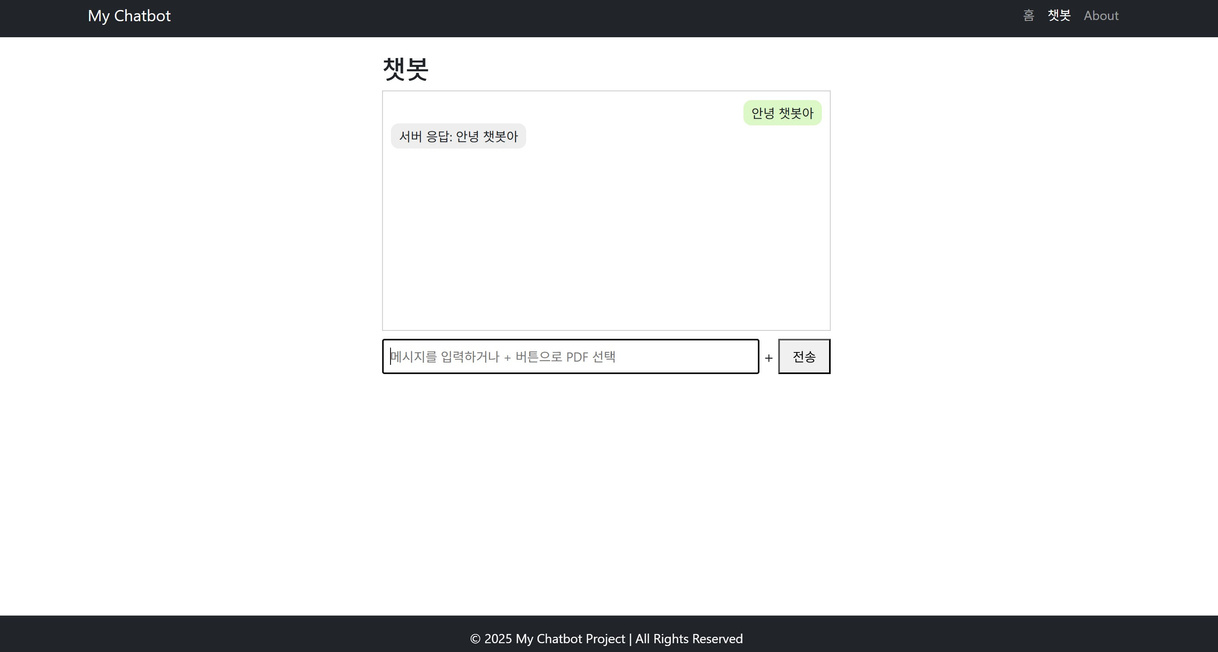 My Chatbot 홈 챗봇 About
챗봇
안녕 챗봇아
서버 응답: 안녕 챗봇아
메시지를 입력하거나 + 버튼으로 PDF 선택 + 전송
© 2025 My Chatbot Project | All Rights Reserved